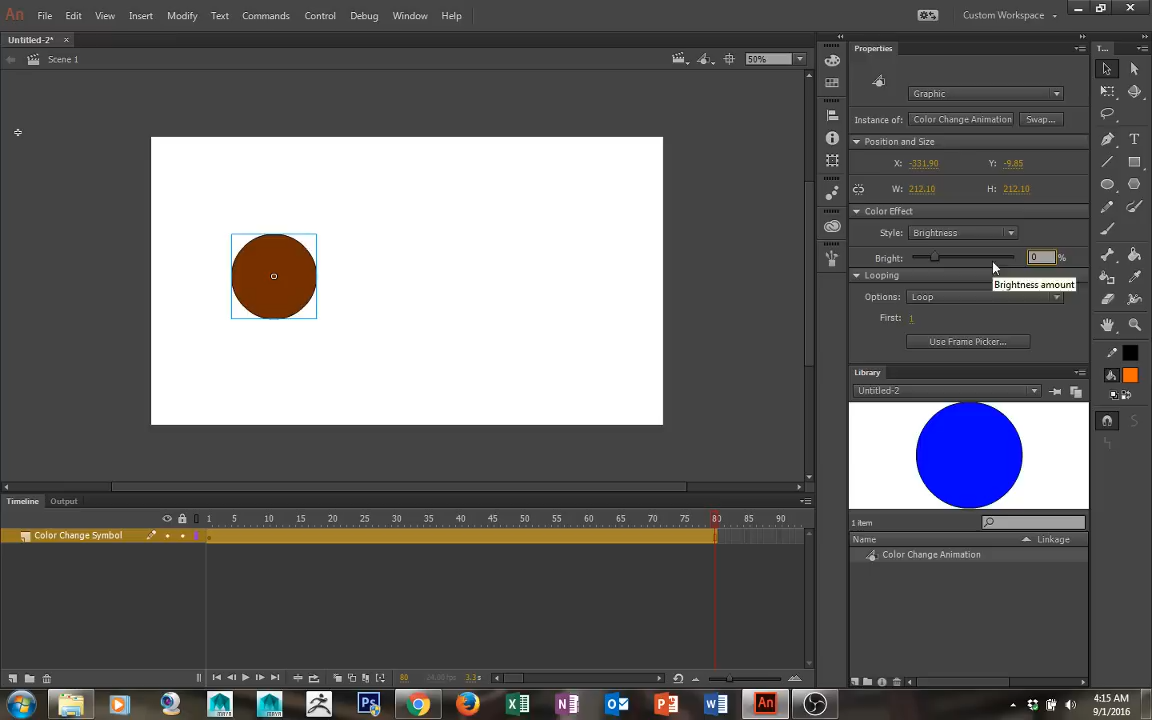 An File Edit View Insert Modify Text Commands Control Debug Window Help Custom Workspace
Untitled-2* ×
Scene 1 50%
Properties T...
Graphic
Instance of: Color Change Animation Swap...
Position and Size
X: -331.90 Y: -9.85
W: 212.10 H: 212.10
Color Effect
Style: Brightness
Bright: 0 %
Looping
Brightness amount
Options: Loop
First: 1
Use Frame Picker...
Library
Untitled-2
1 item
Name Linkage
Color Change Animation
Timeline Output
1 5 10 15 20 25 30 35 40 45 50 55 60 65 70 75 80 85 90
Color Change Symbol
80 24.00 fps 3.3s
4:15 AM
9/1/2016